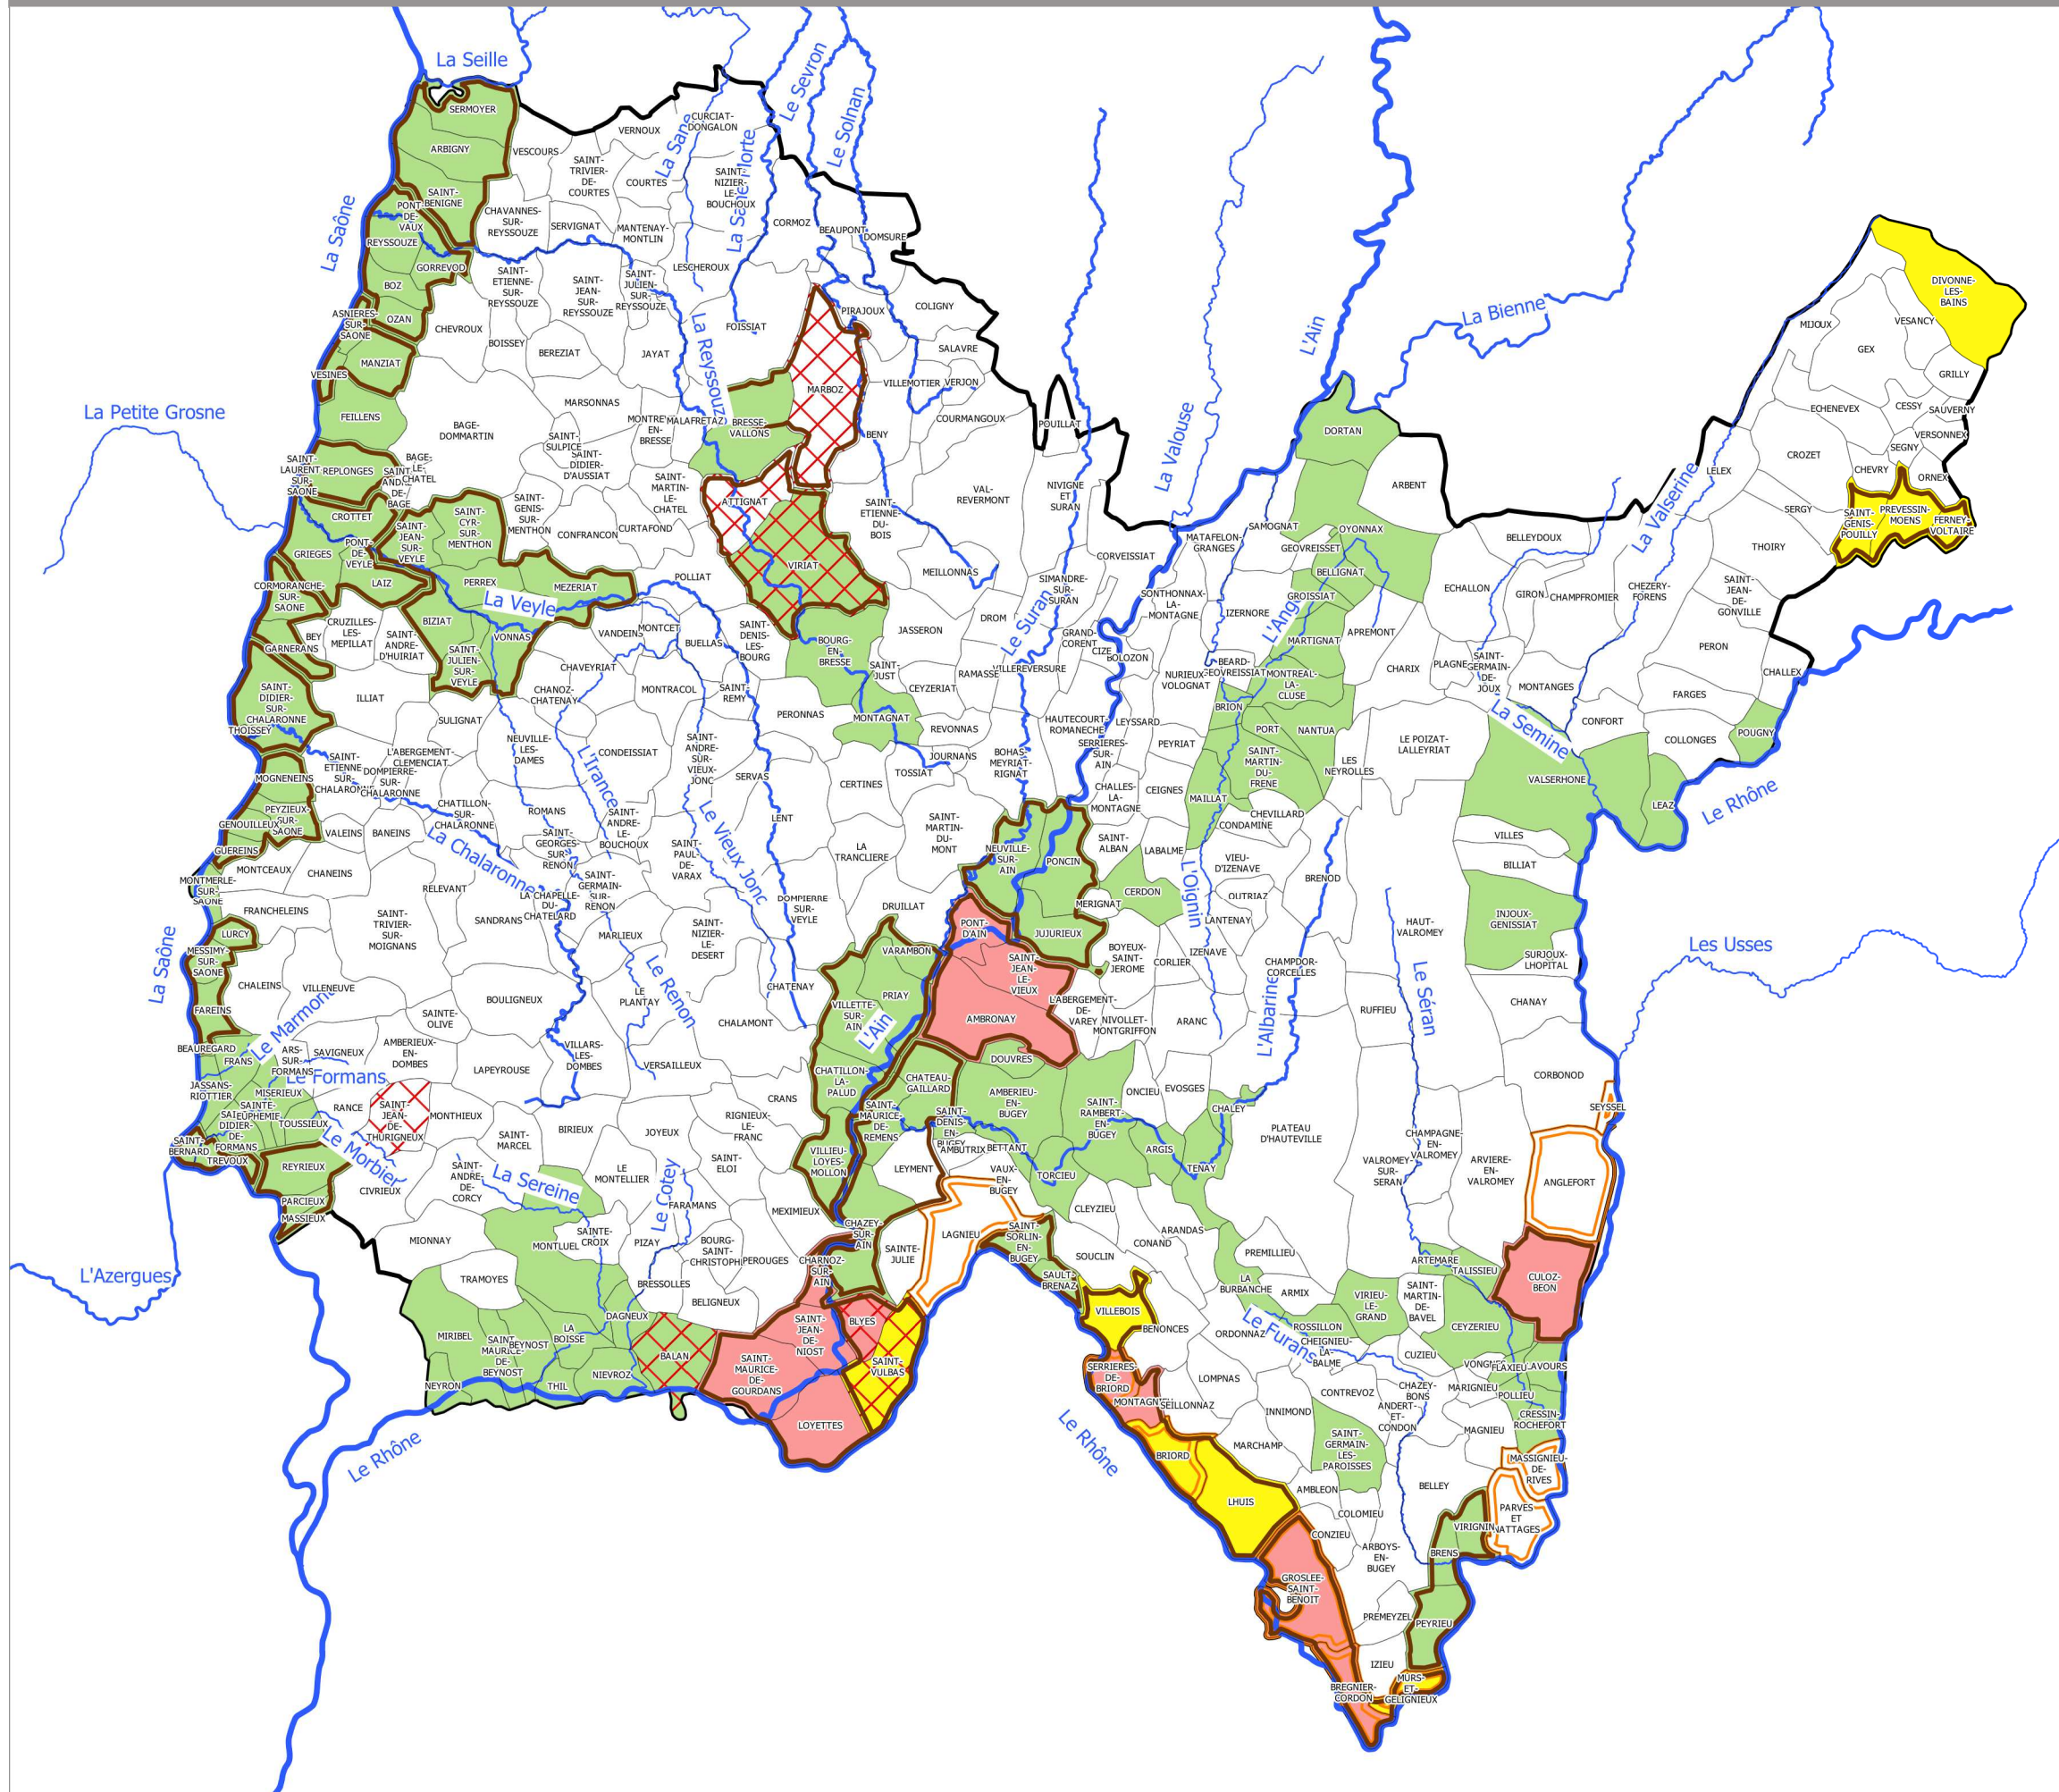 La Seille
Le Sevron
Le Solnan
SERMOYER
CURCIAT-
DONGALON
VERNOUX
La Sane
La Sane Morte
ARBIGNY
VESCOURS
SAINT-
TRIVIER-
DE-
COURTES
COURTES
SAINT-
NIZIER-
LE-
BOUCHOUX
SAINT-
BENIGNE
PONT-
DE-
VAUX
CHAVANNES-
SUR-
REYSSOUZE
SERVIGNAT
MANTENAY-
MONTLIN
CORMOZ
BEAUPONT
DOMSURE
La Saône
REYSSOUZE
GORREVOD
LESCHEROUX
BOZ
SAINT-
ETIENNE-
SUR-
REYSSOUZE
SAINT-
JEAN-
SUR-
REYSSOUZE
SAINT-
JULIEN-
SUR-
REYSSOUZE
DIVONNE-
LES-
BAINS
ASNIERES-
SUR-
SAONE
OZAN
CHEVROUX
FOISSIAT
PIRAJOUX
COLIGNY
La Bienne
L'Ain
MIJOUX
VESANCY
GEX
BOISSEY
BEREZIAT
JAYAT
La Reyssouze
SALAVRE
MANZIAT
VESINES
MARBOZ
VILLEMOTIER
VERJON
GRILLY
La Petite Grosne
FEILLENS
MARSONNAS
BAGE-
DOMMARTIN
MALAFRETAZ
BRESSE-
VALLONS
COURMANGOUX
POUILLAT
BENY
DORTAN
ECHENEVEX
CESSY
SAUVERNY
VERSONNEX
SEGNY
SAINT-
SULPICE
SAINT-
DIDIER-
D'AUSSIAT
La Valouse
SAINT-
LAURENT-
SUR-
SAONE
REPLONGES
BAGE-
LE-
CHATEL
SAINT-
MARTIN-
LE-
CHATEL
ATTIGNAT
VAL-
REVERMONT
NIVIGNE
ET
SURAN
ARBENT
La Valserine
LELEX
CROZET
CHEVRY
ORNEX
CROTTET
SAINT-
JEAN-
SUR-
VEYLE
SAINT-
CYR-
SUR-
MENTHON
SAINT-
GENIS-
SUR-
MENTHON
CONFRANCON
CURTAFOND
SAINT-
ETIENNE-
DU-
BOIS
SAMOGNAT
OYONNAX
BELLEYDOUX
SERGY
SAINT-
GENIS-
POUILLY
PREVESSIN-
MOENS
FERNEY-
VOLTAIRE
GRIEGES
PONT-
DE-
VEYLE
LAIZ
PERREX
MEZERIAT
POLLIAT
VIRIAT
MEILLONNAS
CORVEISSIAT
MATAFELON-
GRANGES
GEOVREISSET
BELLIGNAT
GROISSIAT
ECHALLON
GIRON
CHAMPFROMIER
CHEZERY-
FORENS
THOIRY
SAINT-
JEAN-
DE-
GONVILLE
CORMORANCHE-
SUR-
SAONE
La Veyle
SIMANDRE-
SUR-
SURAN
SONTHONNAX-
LA-
MONTAGNE
IZERNORE
GARNERANS
BEY
CRUZILLES-
LES-
MEPILLAT
SAINT-
ANDRE-
D'HUIRIAT
BIZIAT
VONNAS
VANDEINS
MONTCET
BUELLAS
SAINT-
DENIS-
LES-
BOURG
BOURG-
EN-
BRESSE
JASSERON
DROM
Le Suran
GRAND-
CORENT
CIZE
BOLOZON
MARTIGNAT
APREMONT
CHARIX
PLAGNE
SAINT-
GERMAIN-
DE-
JOUX
MONTANGES
PERON
CHALLEX
SAINT-
JULIEN-
SUR-
VEYLE
CHAVEYRIAT
CHANOZ-
CHATENAY
MONTRACOL
SAINT-
REMY
SAINT-
JUST
CEYZERIAT
RAMASSE
VILLEREVERSURE
NURIEUX-
VOLOGNAT
BEARD-
GEOVREISSIAT
MONTREAL-
LA-
CLUSE
FARGES
SAINT-
DIDIER-
SUR-
CHALARONNE
THOISSEY
ILLIAT
SULIGNAT
PERONNAS
MONTAGNAT
REVONNAS
HAUTECOURT-
ROMANECHE
LEYSSARD
BRION
PORT
NANTUA
LE POIZAT-
LALLEYRIAT
La Semine
CONFORT
COLLONGES
POUGNY
MOGNENEINS
SAINT-
ETIENNE-
SUR-
CHALARONNE
L'ABERGEMENT-
CLEMENCIAT
DOMPIERRE-
SUR-
CHALARONNE
NEUVILLE-
LES-
DAMES
L'Irance
CONDEISSIAT
SAINT-
ANDRE-
SUR-
VIEUX-
JONC
SERVAS
CERTINES
TOSSIAT
JOURNANS
BOHAS-
MEYRIAT-
RIGNAT
SERRIERES-
SUR-
AIN
PEYRIAT
SAINT-
MARTIN-
DU-
FRENE
LES
NEYROLLES
VALSERHONE
LEAZ
Le Rhône
PEYZIEUX-
SUR-
SAONE
GENOUILLEUX
VALEINS
BANEINS
CHATILLON-
SUR-
CHALARONNE
La Chalaronne
ROMANS
SAINT-
ANDRE-
LE-
BOUCHOUX
Le Vieux Jonc
LENT
CHALLES-
LA-
MONTAGNE
CEIGNES
MAILLAT
CHEVILLARD
CONDAMINE
VILLES
GUEREINS
MONTCEAUX
CHANEINS
SAINT-
GEORGES-
SUR-
RENON
SAINT-
PAUL-
DE-
VARAX
LA
TRANCLIERE
SAINT-
MARTIN-
DU-
MONT
NEUVILLE-
SUR-
AIN
PONCIN
SAINT-
ALBAN
LABALME
VIEU-
D'IZENAVE
BRENOD
BILLIAT
MONTMERLE-
SUR-
SAONE
FRANCHELEINS
RELEVANT
SAINT-
TRIVIER-
SUR-
MOIGNANS
SANDRANS
LA CHAPELLE-
DU-
CHATELARD
SAINT-
GERMAIN-
SUR-
RENON
MARLIEUX
SAINT-
NIZIER-
LE-
DESERT
DOMPIERRE
SUR-
VEYLE
DRUILLAT
MERIGNAT
CERDON
L'Oignin
OUTRIAZ
LANTENAY
INJOUX-
GENISSIAT
HAUT-
VALROMEY
Les Usses
LURCY
MESSIMY-
SUR-
SAONE
La Saône
CHALEINS
VILLENEUVE
VARAMBON
PONT-
D'AIN
JUJURIEUX
SAINT-
JEAN-
LE-
VIEUX
BOYEUX-
SAINT-
JEROME
CORLIER
IZENAVE
CHAMPDOR-
CORCELLES
SURJOUX-
LHOPITAL
FAREINS
Le Marmont
BOULIGNEUX
LE
PLANTAY
Le Renon
CHATENAY
PRIAY
VILLETTE-
SUR-
AIN
L'Ain
AMBRONAY
L'ABERGEMENT-
DE-
VAREY
NIVOLLET-
MONTGRIFFON
ARANC
L'Albarine
RUFFIEU
Le Séran
CHANAY
SAINTE-
OLIVE
CHALAMONT
BEAUREGARD
FRANS
ARS-
SUR-
FORMANS
SAVIGNEUX
AMBERIEUX-
EN-
DOMBES
LAPEYROUSE
VILLARS-
LES-
DOMBES
VERSAILLEUX
CHATILLON-
LA-
PALUD
DOUVRES
CHATEAU-
GAILLARD
AMBERIEU-
EN-
BUGEY
ONCIEU
EVOSGES
CORBONOD
JASSANS-
RIOTTIER
MISERIEUX
Le Formans
SAINTE-
EUPHEMIE
TOUSSIEUX
RANCE
SAINT-
JEAN-
DE-
THURIGNEUX
MONTHIEUX
CRANS
SAINT-
MAURICE-
DE-
REMENS
SAINT-
DENIS-
EN-
BUGEY
SAINT-
RAMBERT-
EN-
BUGEY
CHALEY
SEYSSEL
DIDIER-
DE-
FORMANS
SAINT-
BERNARD
TREVOUX
REYRIEUX
Le Morbier
SAINT-
MARCEL
BIRIEUX
JOYEUX
RIGNIEUX-
LE-
FRANC
AMBUTRIX
BETTANT
ARGIS
TENAY
PLATEAU
D'HAUTEVILLE
CHAMPAGNE-
EN-
VALROMEY
VALROMEY-
SUR-
SERAN
ARVIERE-
EN-
VALROMEY
ANGLEFORT
PARCIEUX
MASSIEUX
CIVRIEUX
SAINT-
ANDRE-
DE-
CORCY
La Sereine
LE
MONTELLIER
Le Cotey
SAINT-
ELOI
VILLIEU-
LOYES-
MOLLON
LEYMENT
VAUX-
EN-
BUGEY
TORCIEU
CLEYZIEU
ARANDAS
CONAND
L'Azergues
MIONNAY
MONTLUEL
SAINTE-
CROIX
PIZAY
FARAMANS
BOURG-
SAINT-
CHRISTOPHE
PEROUGES
MEXIMIEUX
CHAZEY-
SUR-
AIN
SAINTE-
JULIE
LAGNIEU
SAINT-
SORLIN-
EN-
BUGEY
SOUCLIN
PREMILLIEU
ARTEMARE
TALISSIEU
CULOZ-
BEON
TRAMOYES
BRESSOLLES
BELIGNEUX
CHARNOZ-
SUR-
AIN
SAULT-
BRENAZ
LA
BURBANCHE
ARMIX
VIRIEU-
LE-
GRAND
SAINT-
MARTIN-
DE-
BAVEL
MIRIBEL
SAINT-
MAURICE-
DE-
BEYNOST
BEYNOST
LA
BOISSE
DAGNEUX
BALAN
SAINT-
JEAN-
DE-
NIOST
BLYES
VILLEBOIS
BENONCES
ORDONNAZ
Le Furans
ROSSILLON
CHEIGNIEU-
LA-
BALME
CUZIEU
CEYZERIEU
NEYRON
THIL
NIEVROZ
SAINT-
MAURICE-
DE-
GOURDANS
SAINT-
VULBAS
SERRIERES-
DE-
BRIORD
SEILLONNAZ
LOMPNAS
CONTREVOZ
CHAZEY-
BONS
MARIGNIEU
FLAXIEU
LAVOURS
POLLIEU
Le Rhône
LOYETTES
Le Rhône
BRIORD
MARCHAMP
INNIMOND
SAINT-
GERMAIN-
LES-
PAROISSES
ANDERT-
ET-
CONDON
MAGNIEU
CRESSIN-
ROCHEFORT
MASSIGNIEU-
DE-
RIVES
LHUIS
AMBLEON
COLOMIEU
BELLEY
PARVES
ET
NATTAGES
CONZIEU
ARBOYS-
EN-
BUGEY
VIRIGNIN
BRENS
GROSLEE-
SAINT-
BENOIT
PREMEYZEL
PEYRIEU
IZIEU
BREGNIER-
CORDON
MURS-
ET-
GELIGNIEUX